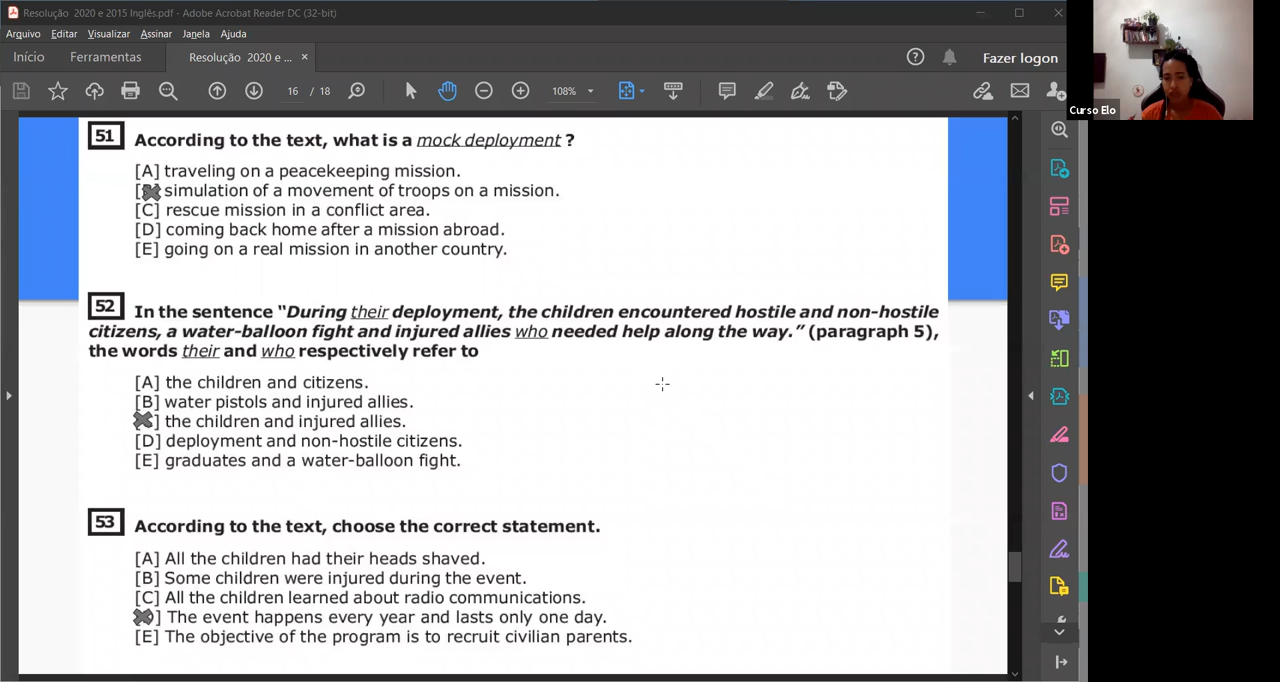 Resolução 2020 e 2015 Inglês.pdf - Adobe Acrobat Reader DC (32-bit)
Arquivo Editar Visualizar Assinar Janela Ajuda
Início Ferramentas Resolução 2020 e ... × Fazer logon
16 / 18 108%
Curso Elo
51 According to the text, what is a mock deployment ?
[A] traveling on a peacekeeping mission.
[ simulation of a movement of troops on a mission.
[C] rescue mission in a conflict area.
[D] coming back home after a mission abroad.
[E] going on a real mission in another country.
52 In the sentence “During their deployment, the children encountered hostile and non-hostile
citizens, a water-balloon fight and injured allies who needed help along the way.” (paragraph 5),
the words their and who respectively refer to
[A] the children and citizens.
[B] water pistols and injured allies.
] the children and injured allies.
[D] deployment and non-hostile citizens.
[E] graduates and a water-balloon fight.
53 According to the text, choose the correct statement.
[A] All the children had their heads shaved.
[B] Some children were injured during the event.
[C] All the children learned about radio communications.
] The event happens every year and lasts only one day.
[E] The objective of the program is to recruit civilian parents.